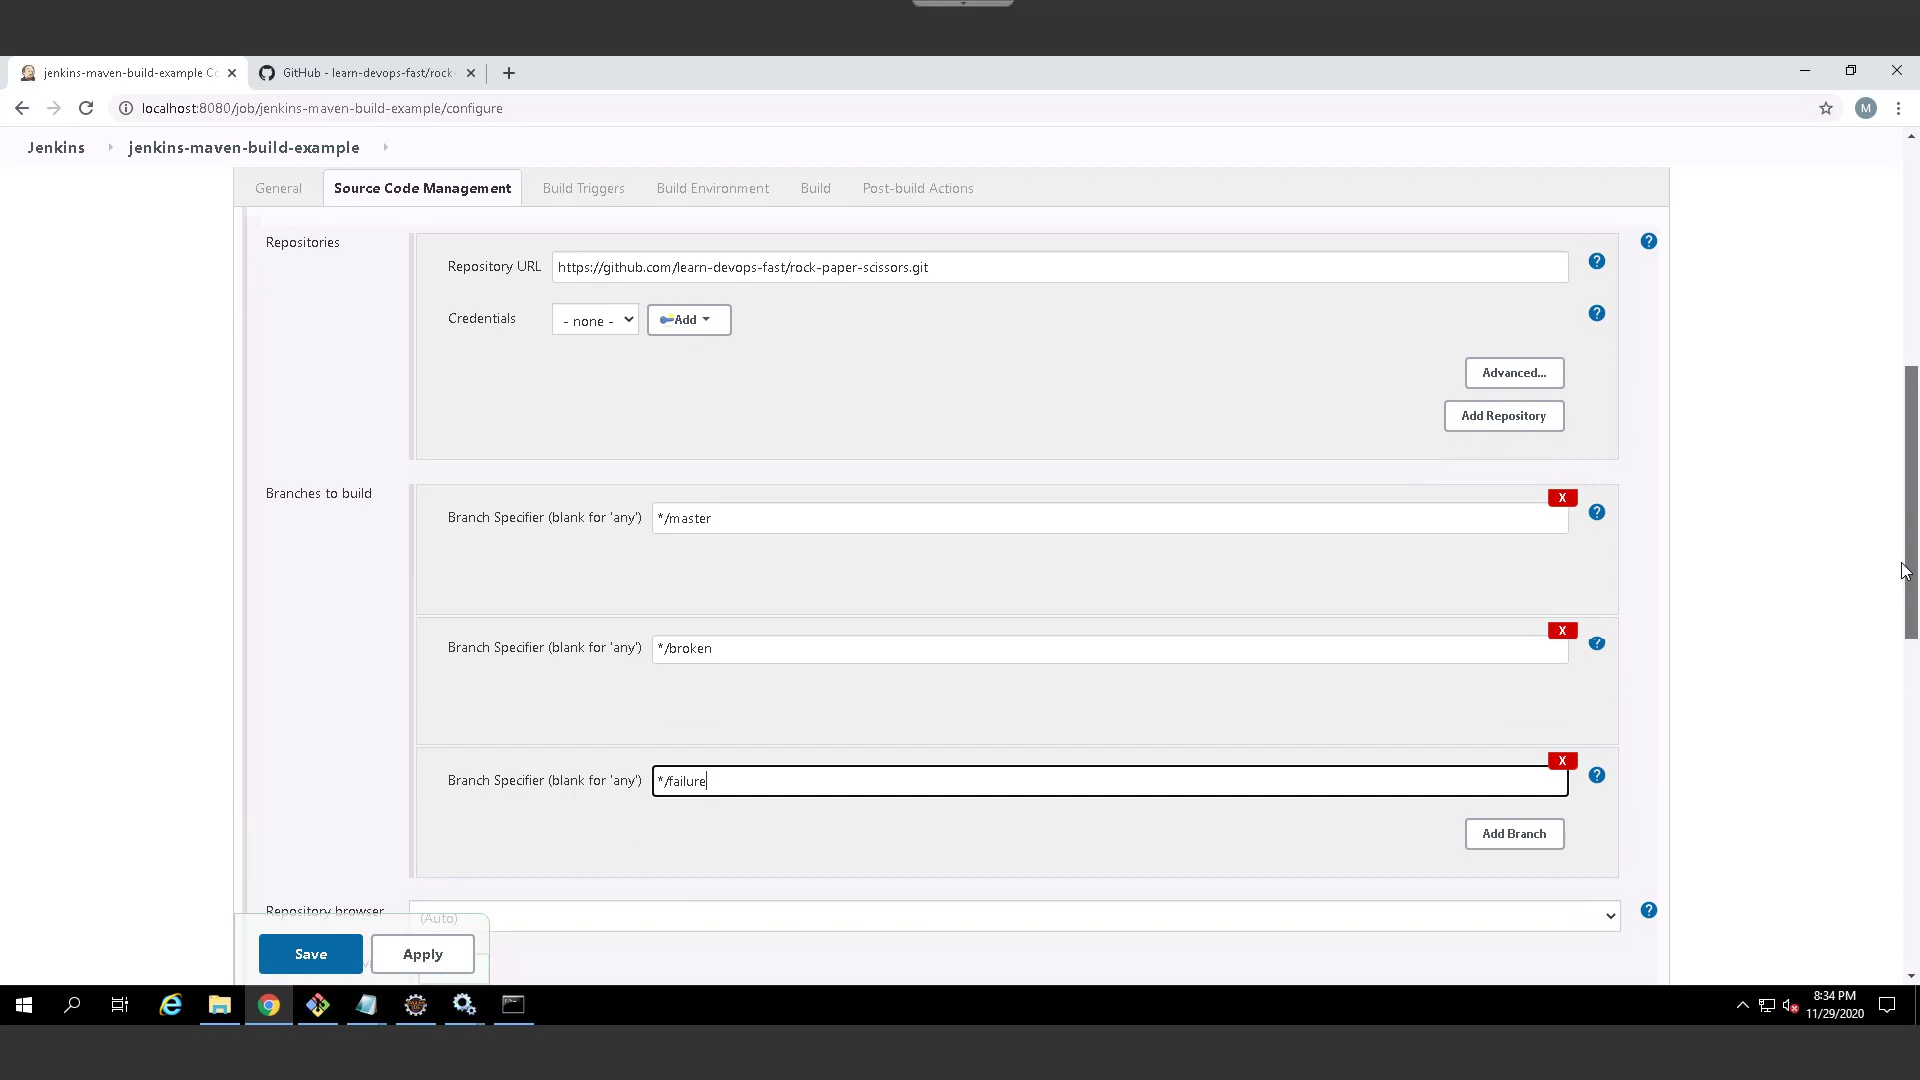 jenkins-maven-build-example Co
GitHub - learn-devops-fast/rock-
localhost:8080/job/jenkins-maven-build-example/configure
M
Jenkins
jenkins-maven-build-example
General
Source Code Management
Build Triggers
Build Environment
Build
Post-build Actions
Repositories
Repository URL
https://github.com/learn-devops-fast/rock-paper-scissors.git
Credentials
- none -
Add
Advanced...
Add Repository
Branches to build
X
Branch Specifier (blank for 'any')
*/master
X
Branch Specifier (blank for 'any')
*/broken
X
Branch Specifier (blank for 'any')
*/failure
Add Branch
Repository browser
(Auto)
Save
Apply
8:34 PM
11/29/2020